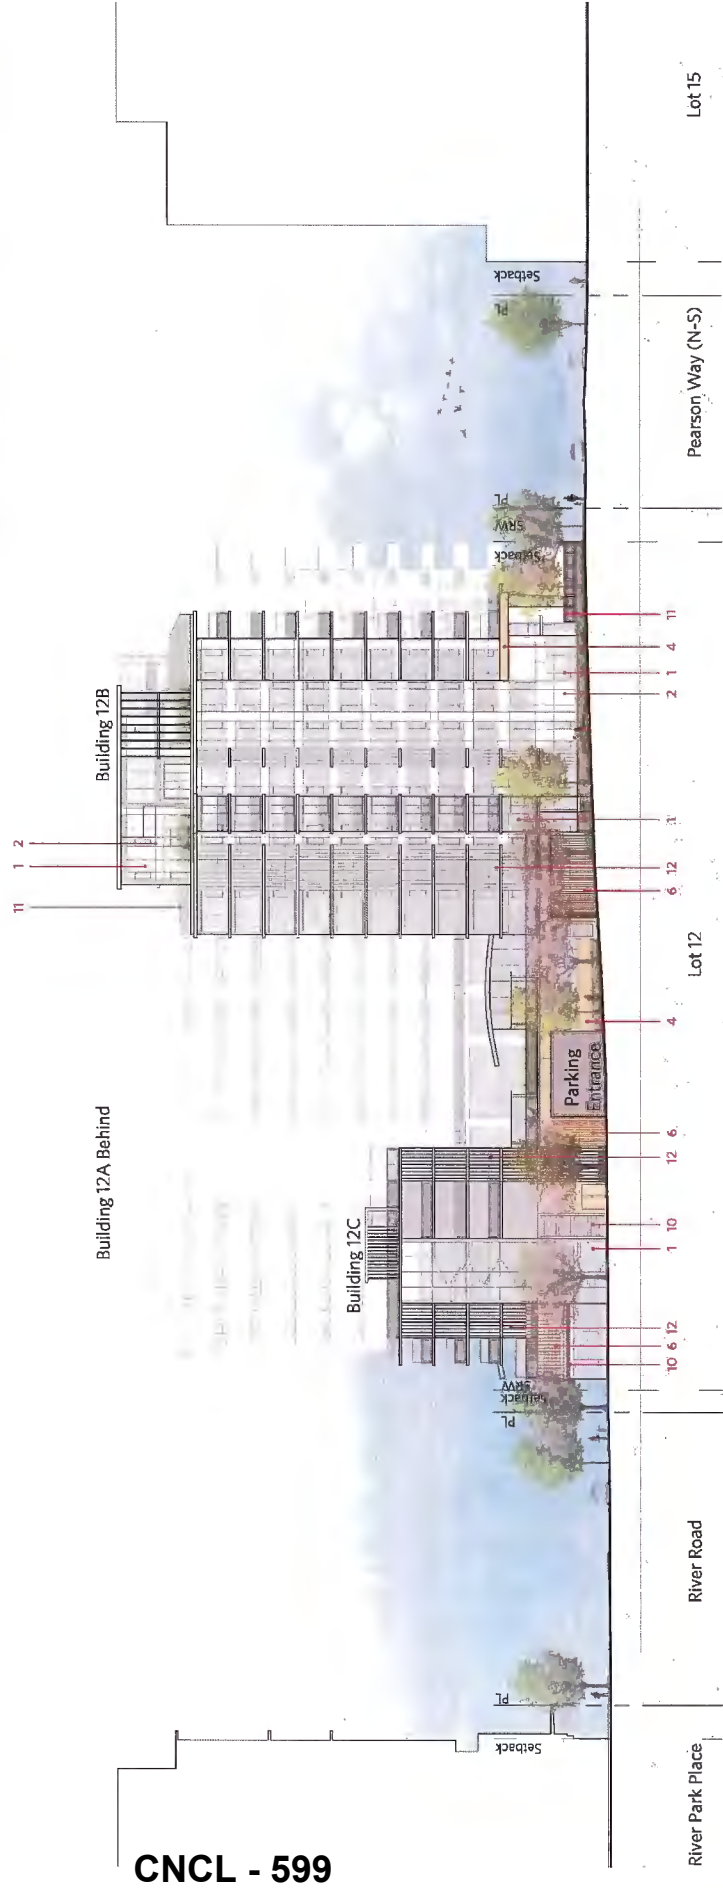 Building 12A Behind
Building 12B
Building 12C
11
1
2
Parking
Entrance
Setback
PL
PL
Setback
SRW
Setback
SRW
PL
PL
Setback
10
6
12
1
10
12
6
4
6
12
1
2
1
4
11
River Park Place
River Road
Lot 12
Pearson Way (N-S)
Lot 15
CNCL - 599